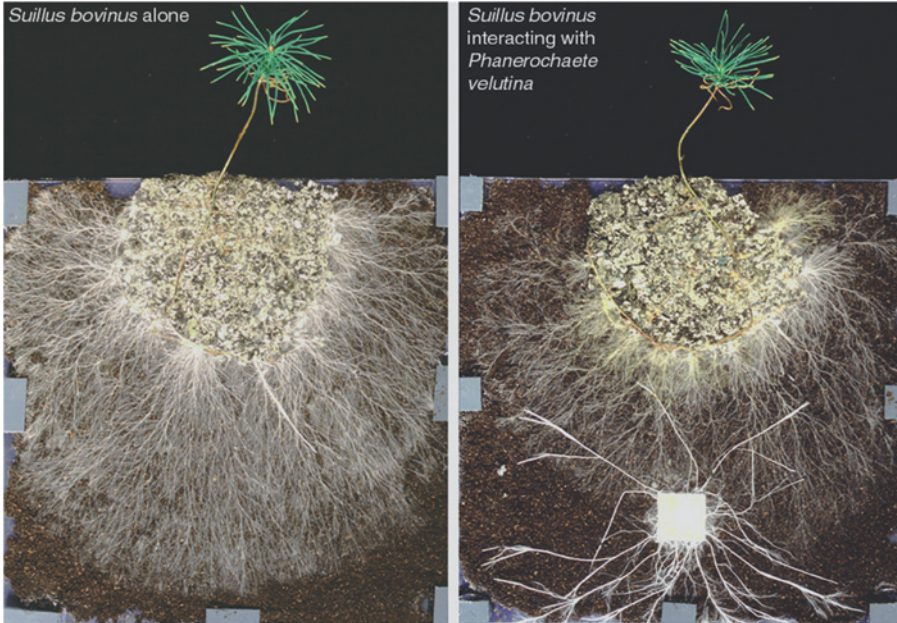 Suillus bovinus alone
Suillus bovinus
interacting with
Phanerochaete
velutina